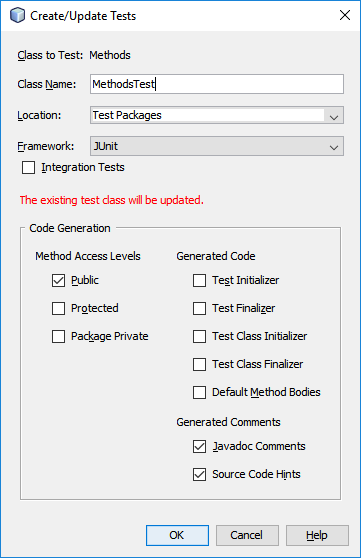 Create/Update Tests
Class to Test: Methods
Class Name: MethodsTest
Location: Test Packages
Framework: JUnit
Integration Tests
The existing test class will be updated.
Code Generation
Method Access Levels Generated Code
Public Test Initializer
Protected Test Finalizer
Package Private Test Class Initializer
Test Class Finalizer
Default Method Bodies
Generated Comments
Javadoc Comments
Source Code Hints
OK Cancel Help